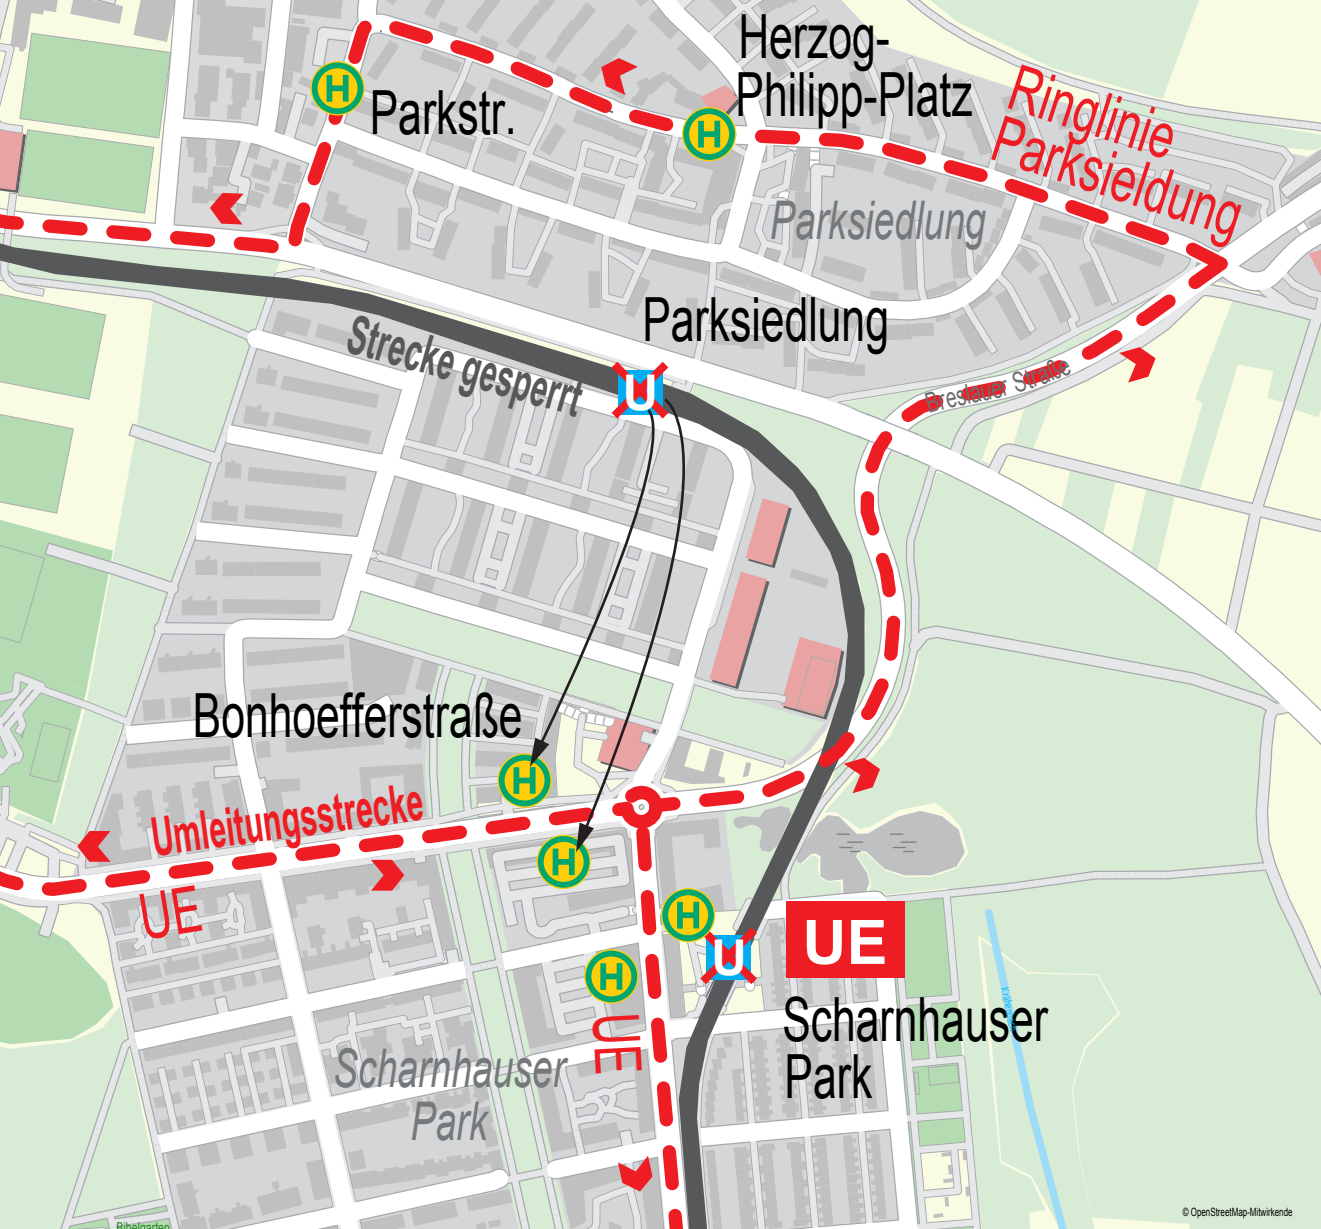 Herzog-
Philipp-Platz
H
Parkstr.
H
Ringlinie
Parksieldung
Parksiedlung
Parksiedlung
Strecke gesperrt
U
Breslauer Straße
Bonhoefferstraße
H
Umleitungsstrecke
H
UE
H
UE
U
H
Scharnhauser
Park
UE
Scharnhauser
Park
© OpenStreetMap-Mitwirkende
Bibelgarten